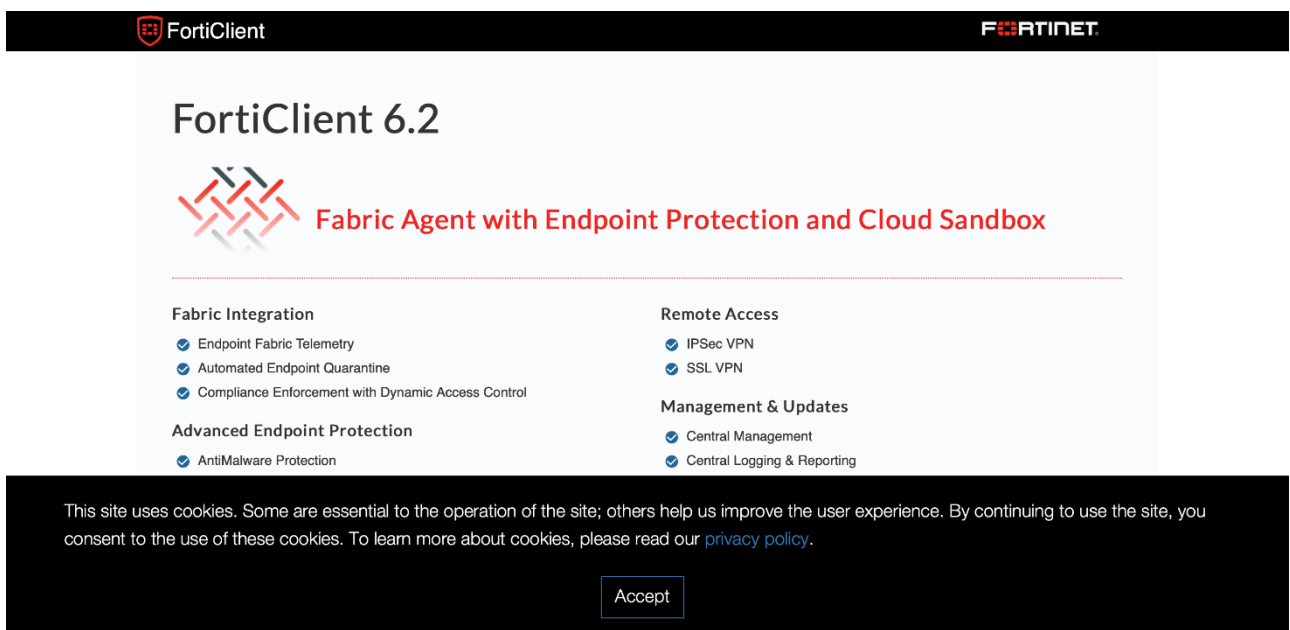 FortiClient
FORTINET
FortiClient 6.2
Fabric Agent with Endpoint Protection and Cloud Sandbox
Fabric Integration
Endpoint Fabric Telemetry
Automated Endpoint Quarantine
Compliance Enforcement with Dynamic Access Control
Advanced Endpoint Protection
AntiMalware Protection
Remote Access
IPSec VPN
SSL VPN
Management & Updates
Central Management
Central Logging & Reporting
This site uses cookies. Some are essential to the operation of the site; others help us improve the user experience. By continuing to use the site, you
consent to the use of these cookies. To learn more about cookies, please read our privacy policy.
Accept